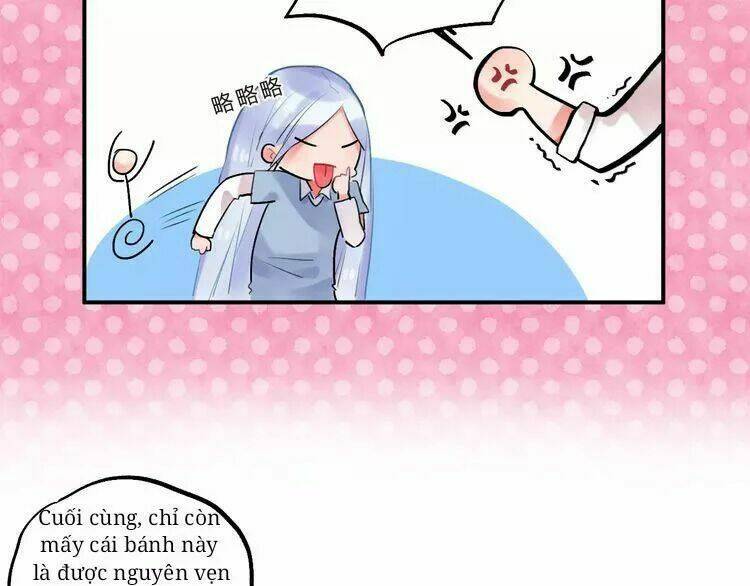 略略略
Cuối cùng, chỉ còn
mấy cái bánh này
là được nguyên vẹn